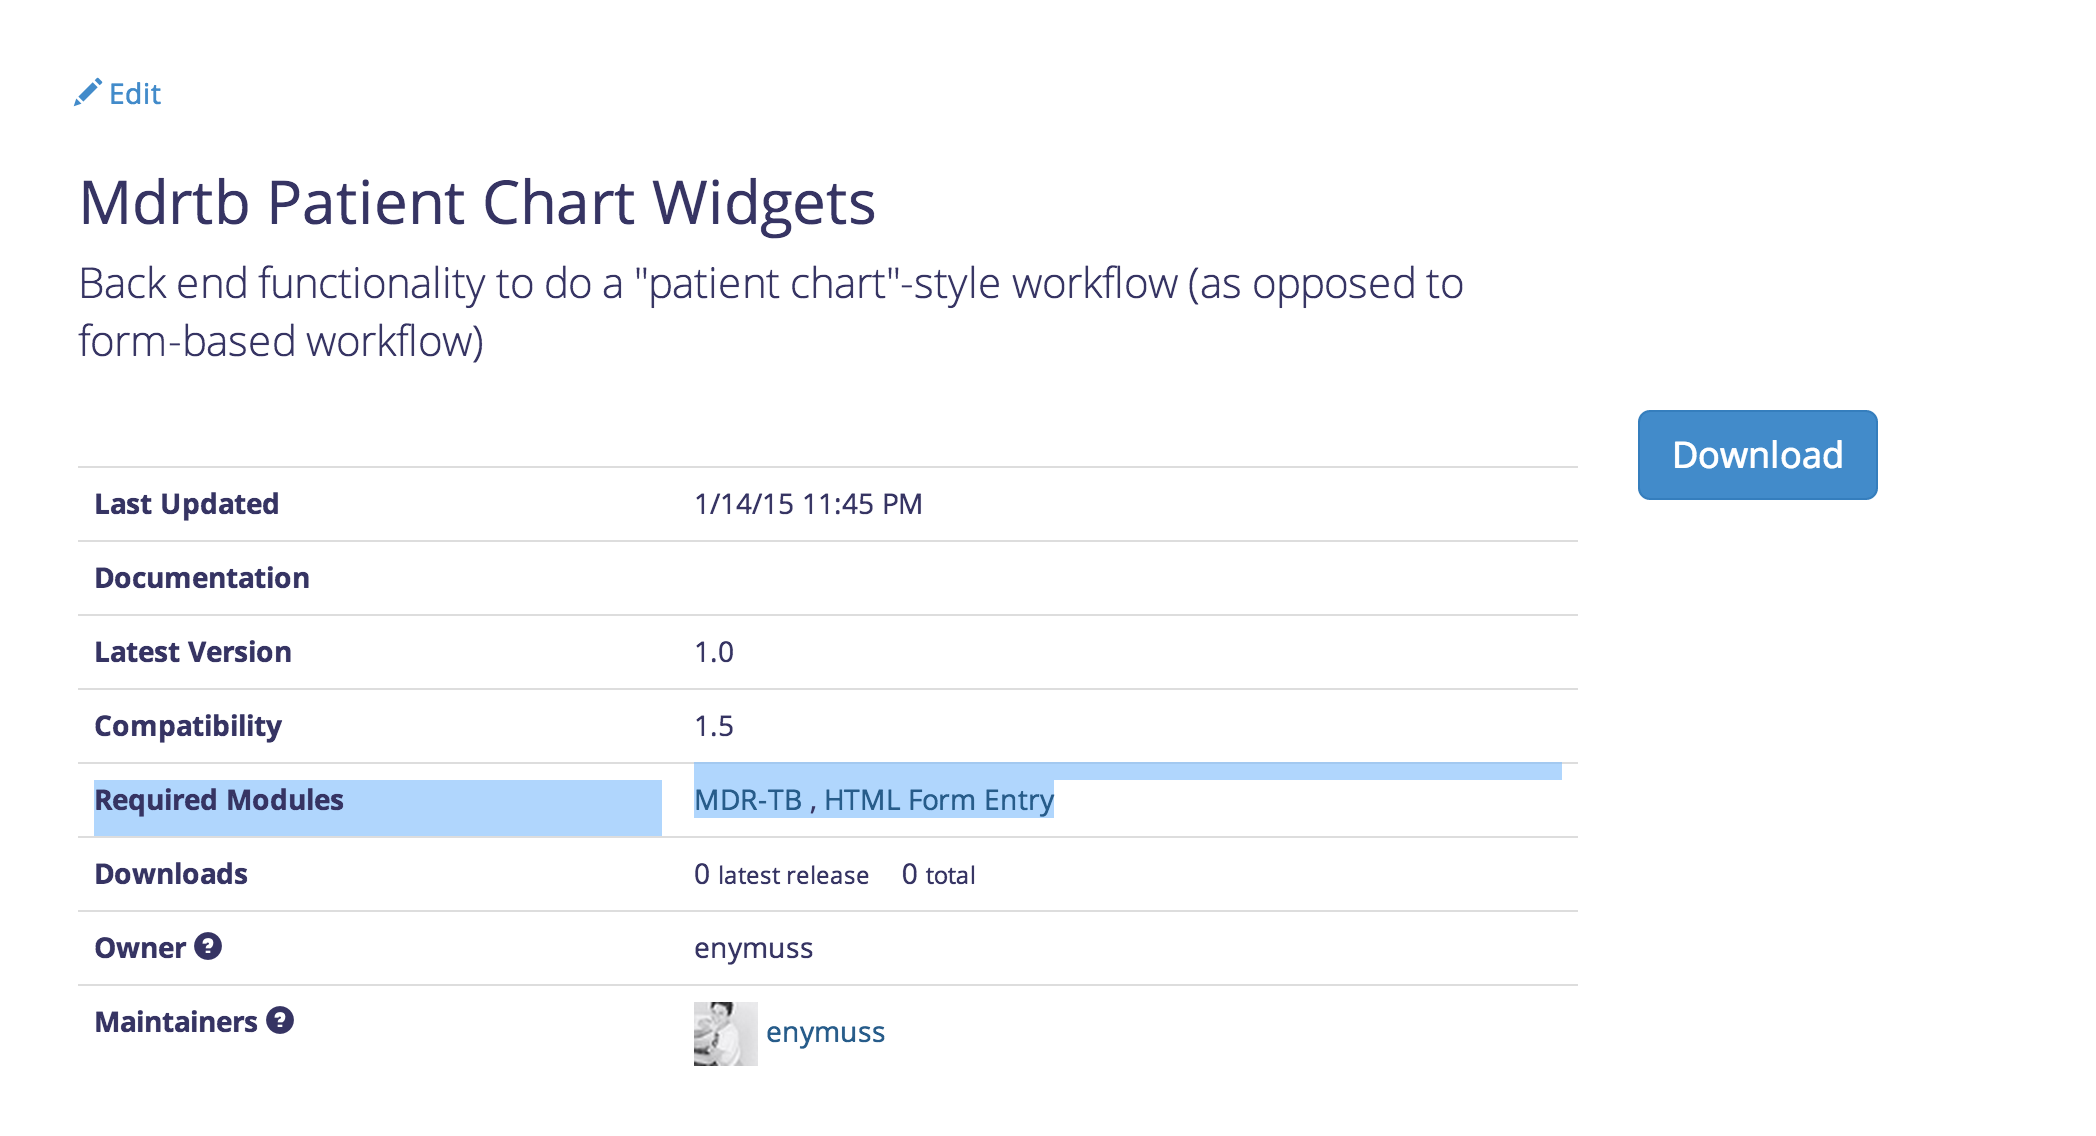 Edit
Mdrtb Patient Chart Widgets
Back end functionality to do a "patient chart"-style workflow (as opposed to
form-based workflow)
Download
Last Updated 1/14/15 11:45 PM
Documentation
Latest Version 1.0
Compatibility 1.5
Required Modules MDR-TB , HTML Form Entry
Downloads 0 latest release 0 total
Owner ? enymuss
Maintainers ? enymuss